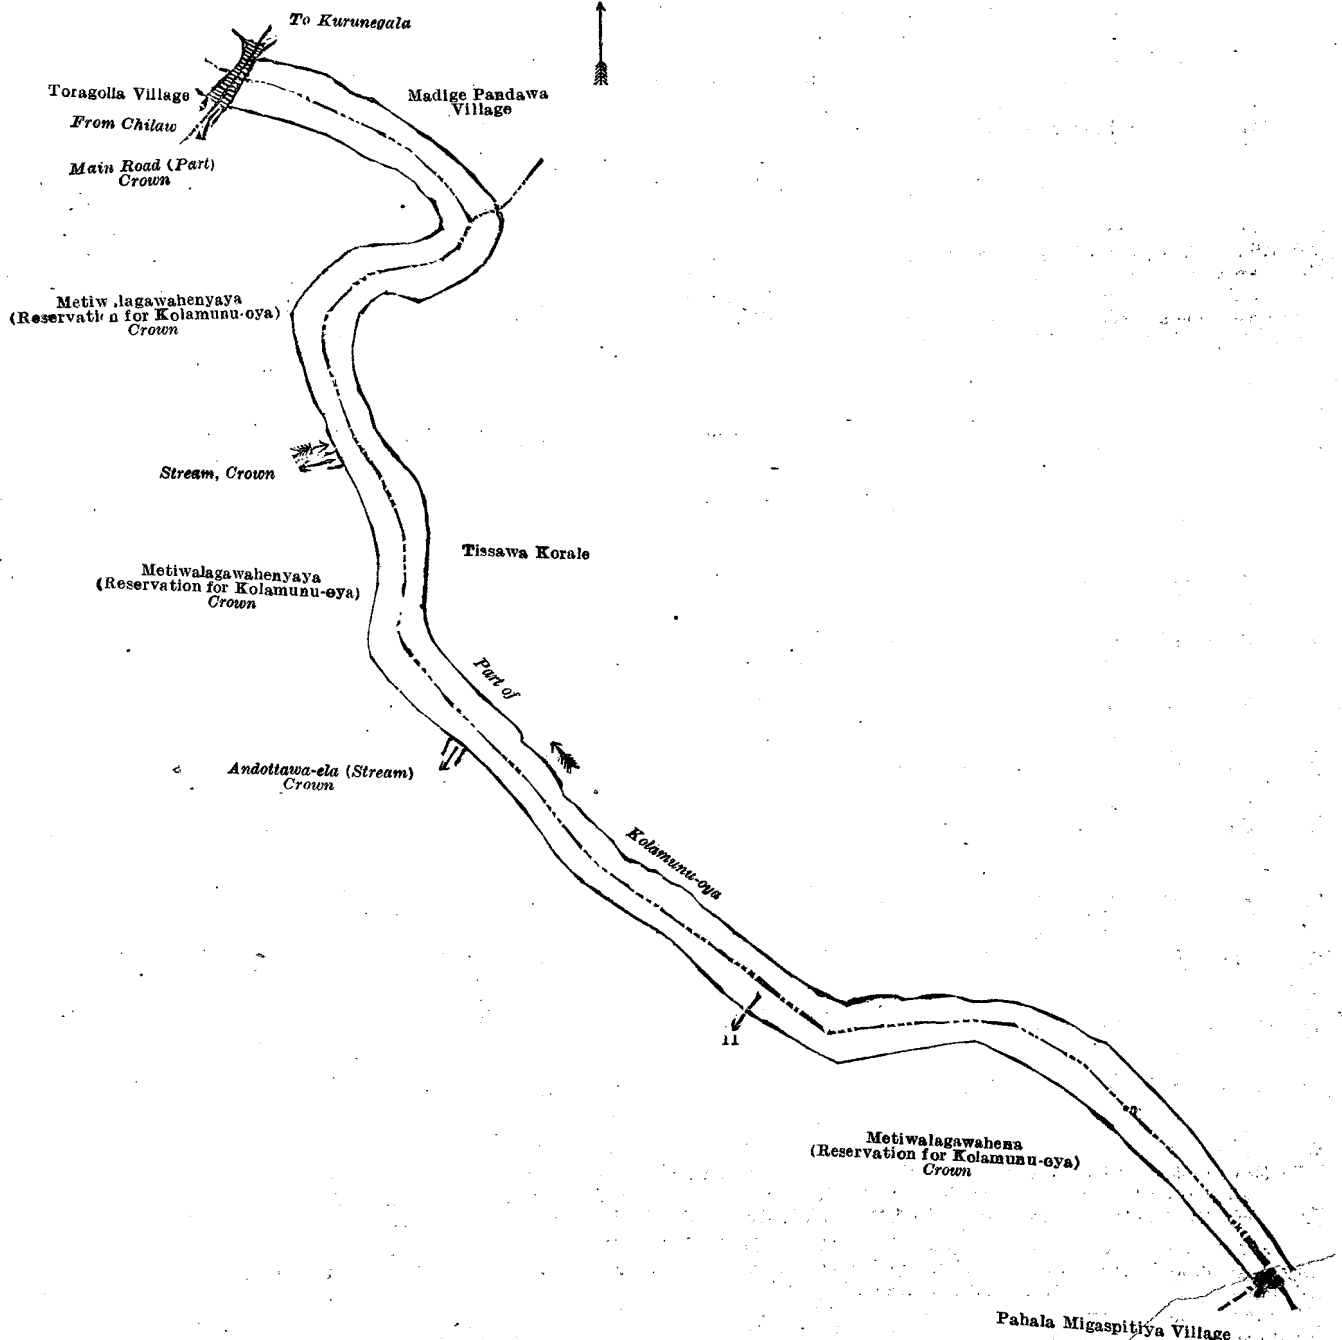 To Kurunegala
Toragolla Village
Madige Pandawa
Village
From Chilaw
Main Road (Part)
Crown
Metiw lagawahenyaya
(Reservati n for Kolamunu-oya)
Crown
Stream, Crown
Tissawa Korale
Metiwalagawahenyaya
(Reservation for Kolamunu-oya)
Crown
Part of
Andottawa-ela (Stream)
Crown
Kolamunu-oya
11
Metiwalagawahena
(Reservation for Kolamunu-oya)
Crown
Pahala Migaspitiya Village